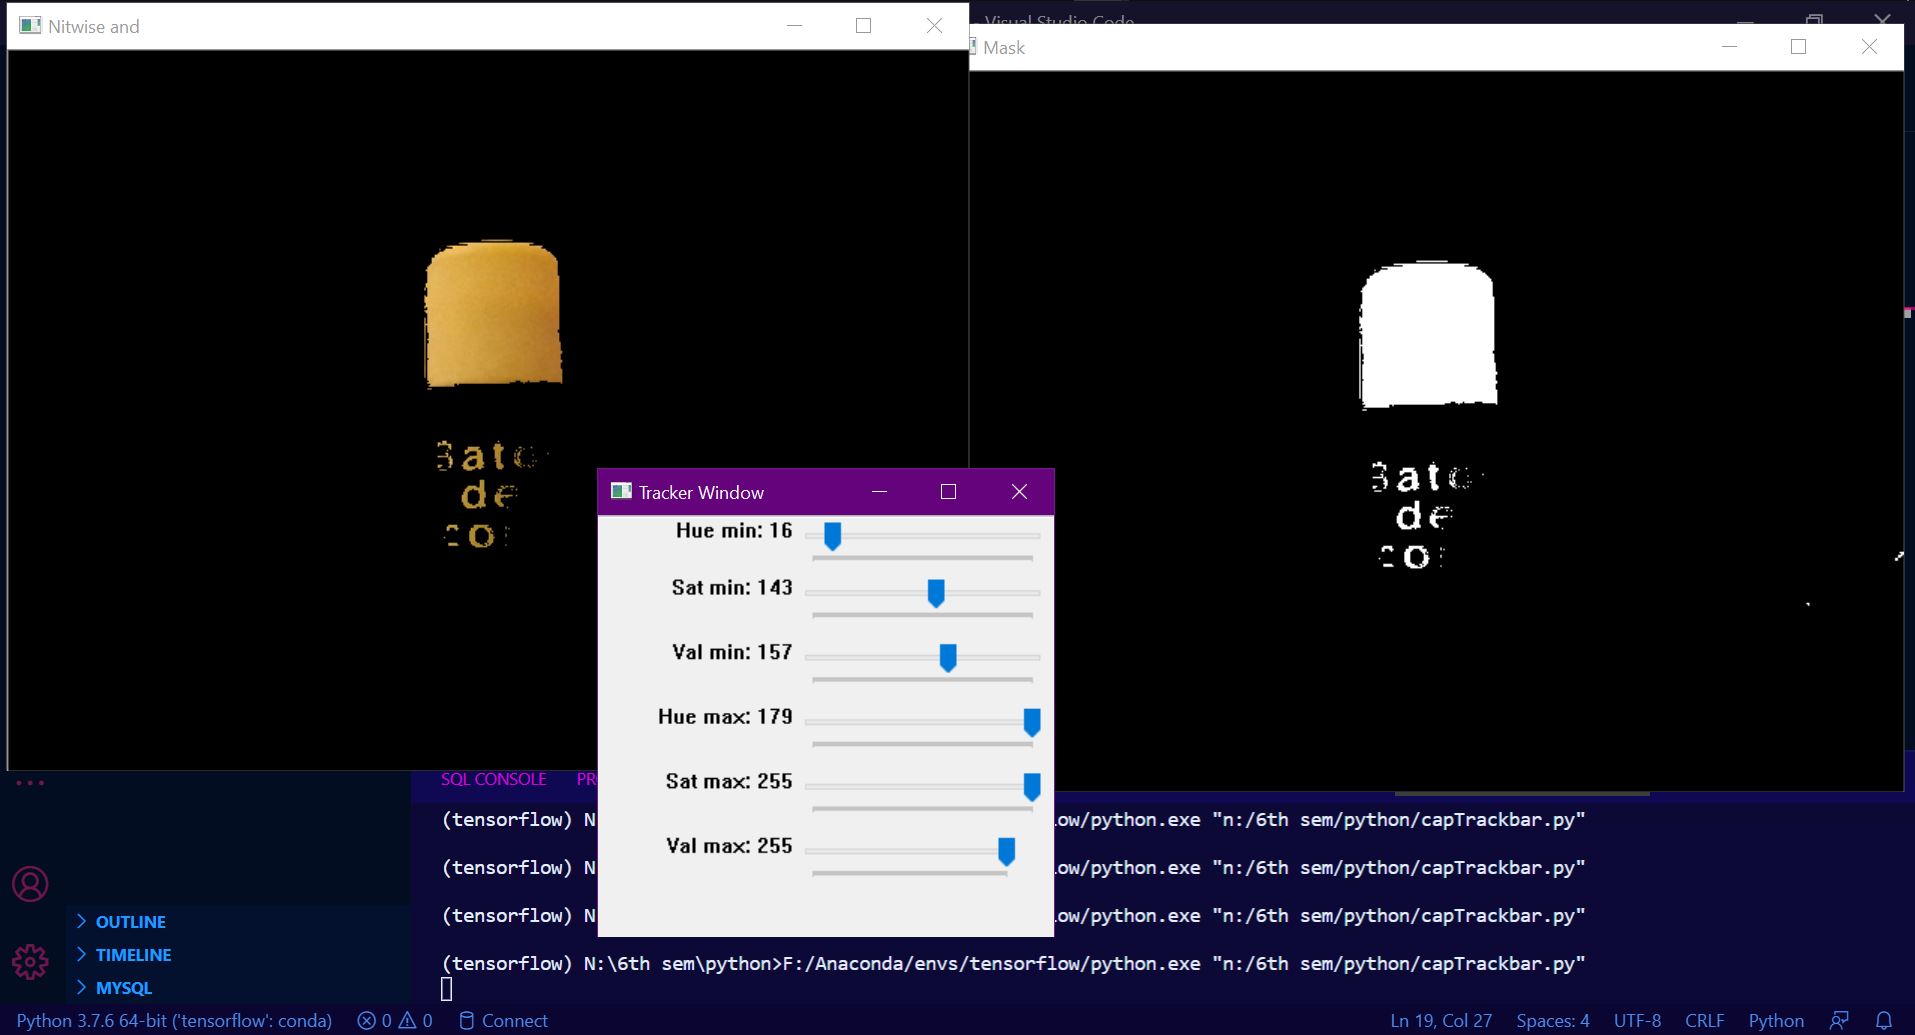 Nitwise and
Visual Studio Code
Mask
Bato
de
co
Tracker Window
Hue min: 16
Sat min: 143
Val min: 157
Hue max: 179
Sat max: 255
Val max: 255
SQL CONSOLE
(tensorflow) N ow/python.exe "n:/6th sem/python/capTrackbar.py"
(tensorflow) N ow/python.exe "n:/6th sem/python/capTrackbar.py"
(tensorflow) N ow/python.exe "n:/6th sem/python/capTrackbar.py"
(tensorflow) N:\6th sem\python>F:/Anaconda/envs/tensorflow/python.exe "n:/6th sem/python/capTrackbar.py"
OUTLINE
TIMELINE
MYSQL
Python 3.7.6 64-bit ('tensorflow': conda) 0 0 Connect Ln 19, Col 27 Spaces: 4 UTF-8 CRLF Python